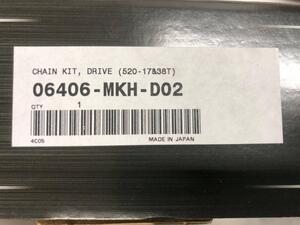 CHAIN KIT, DRIVE (520-17&38T)
06406-MKH-D02
QTY 1
4C05 MADE IN JAPAN